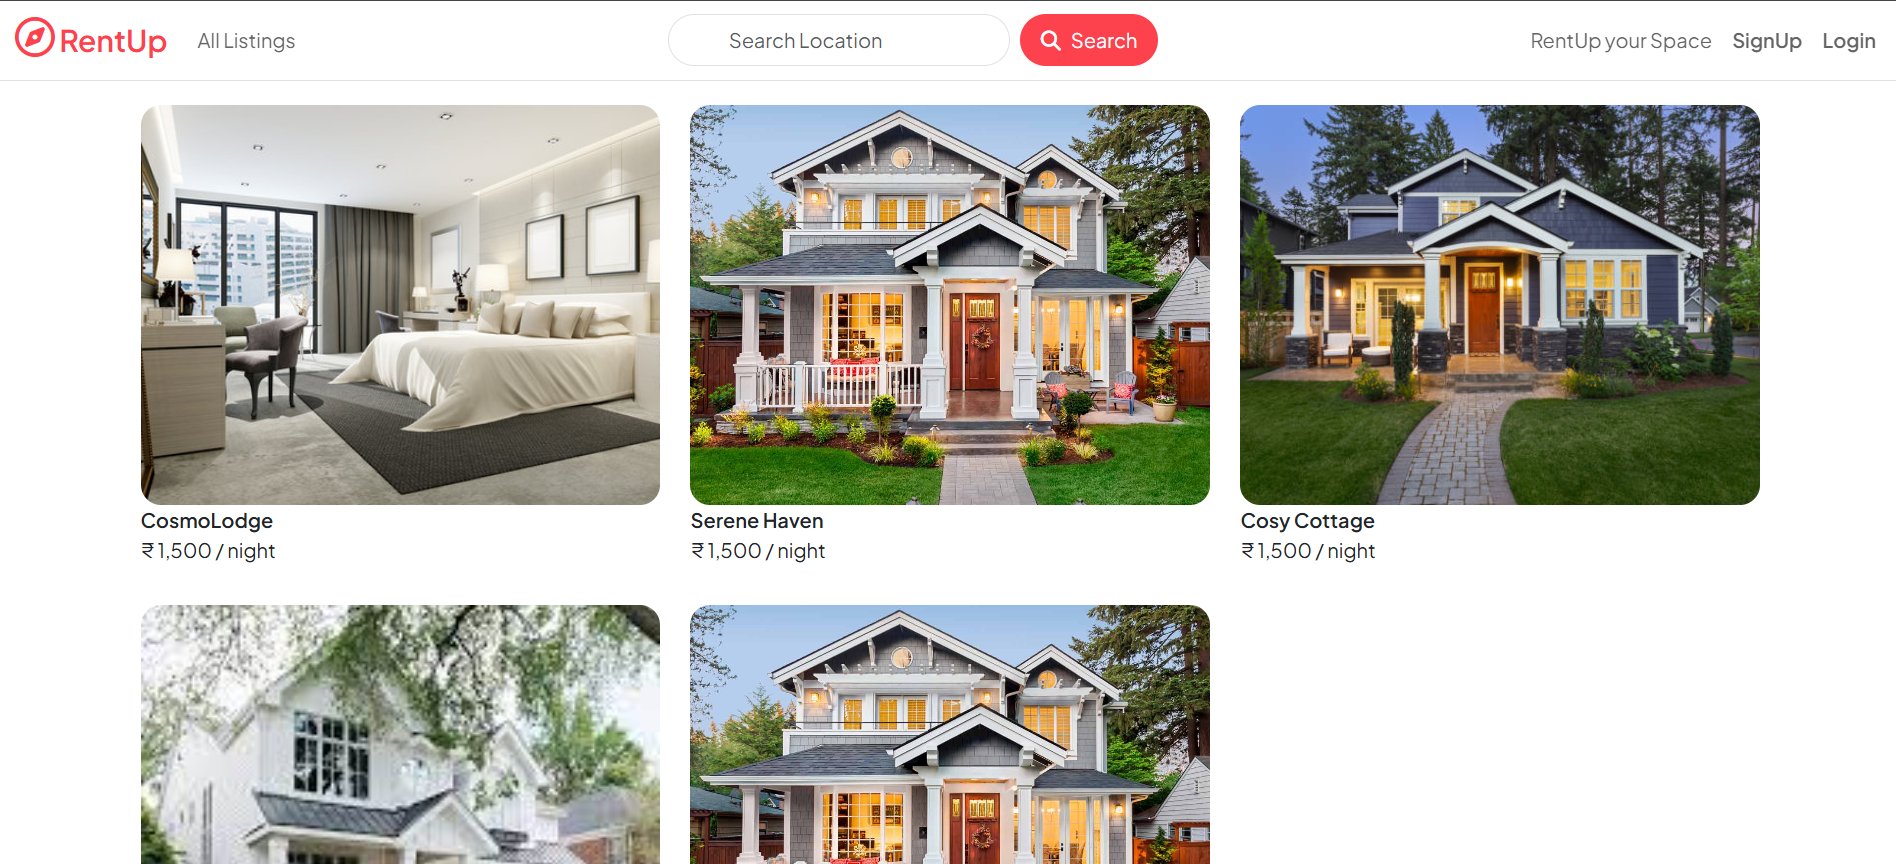 RentUp All Listings Search Location Search RentUp your Space SignUp Login
CosmoLodge
₹1,500 / night
Serene Haven
₹1,500 / night
Cosy Cottage
₹1,500 / night